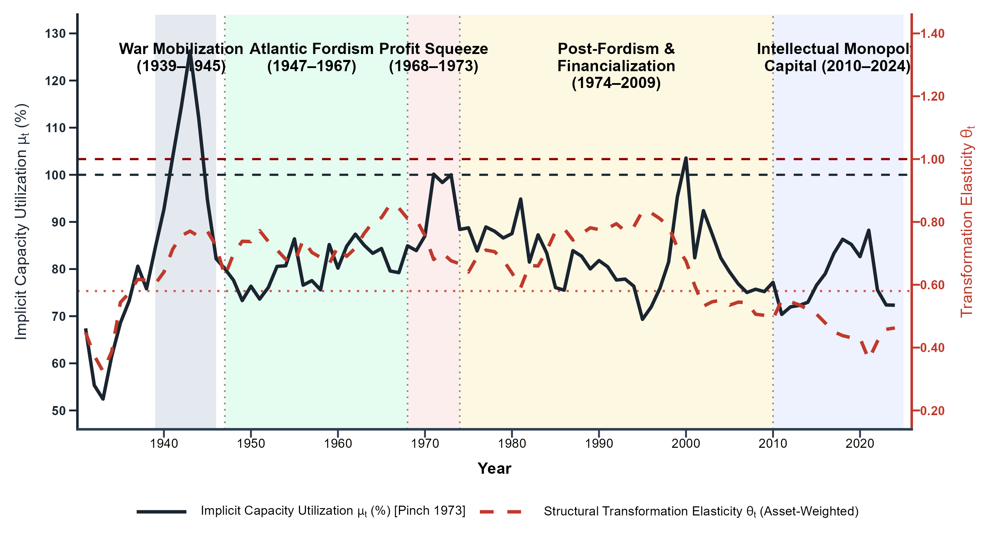 War Mobilization
(1939–1945)
Atlantic Fordism
(1947–1967)
Profit Squeeze
(1968–1973)
Post-Fordism &
Financialization
(1974–2009)
Intellectual Monopoly
Capital (2010–2024)
Implicit Capacity Utilization μt (%)
130
120
110
100
90
80
70
60
50
1.40
1.20
1.00
0.80
0.60
0.40
0.20
Transformation Elasticity θt
1940 1950 1960 1970 1980 1990 2000 2010 2020
Year
Implicit Capacity Utilization μt (%) [Pinch 1973] Structural Transformation Elasticity θt (Asset-Weighted)